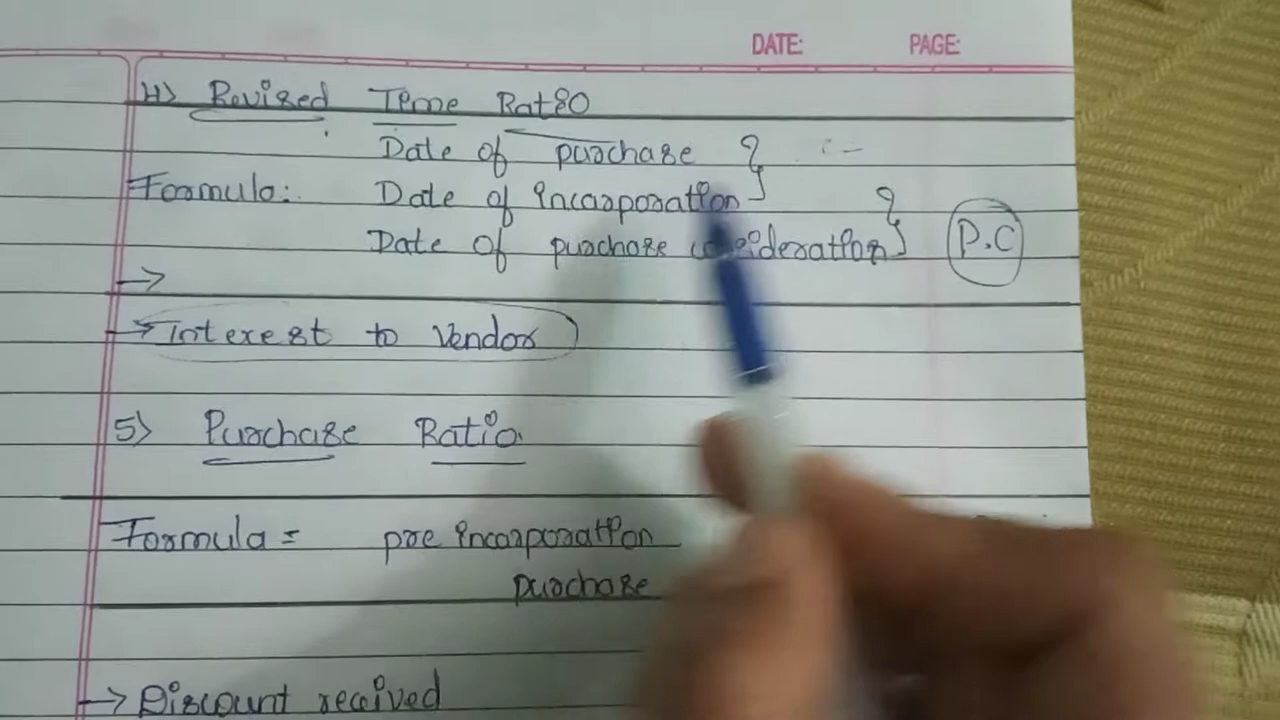 DATE: PAGE:
4) Revised Time Ratio
Date of purchase } :-
Formula:. Date of incorporation
Date of purchase consideration } P.C
→
→ Interest to Vendor
5) Purchase Ratio
Formula = pre incorporation
purchase
→ Discount received